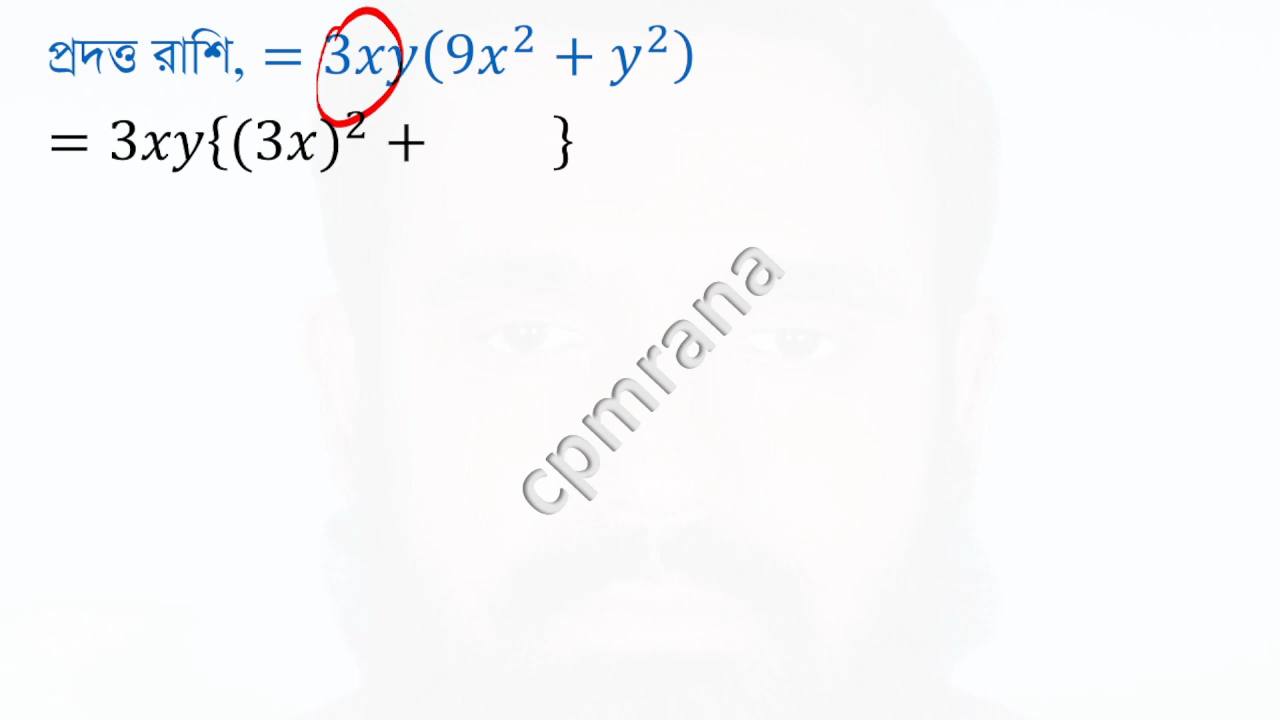 প্রদত্ত রাশি, = 3xy(9x² + y²)
= 3xy{(3x)² + }
cpmrana